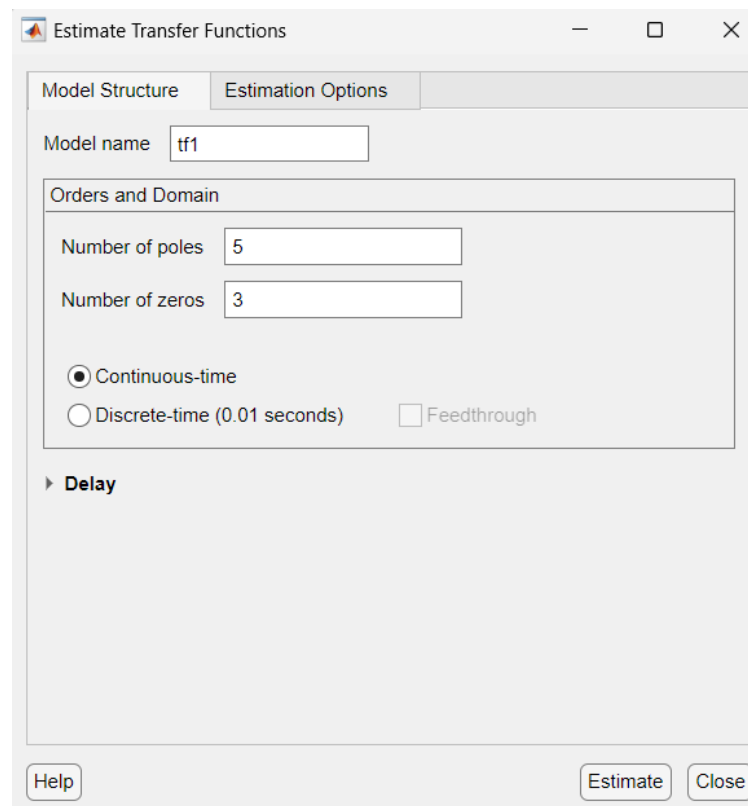 Estimate Transfer Functions
Model Structure Estimation Options
Model name tf1
Orders and Domain
Number of poles 5
Number of zeros 3
Continuous-time
Discrete-time (0.01 seconds) Feedthrough
Delay
Help Estimate Close